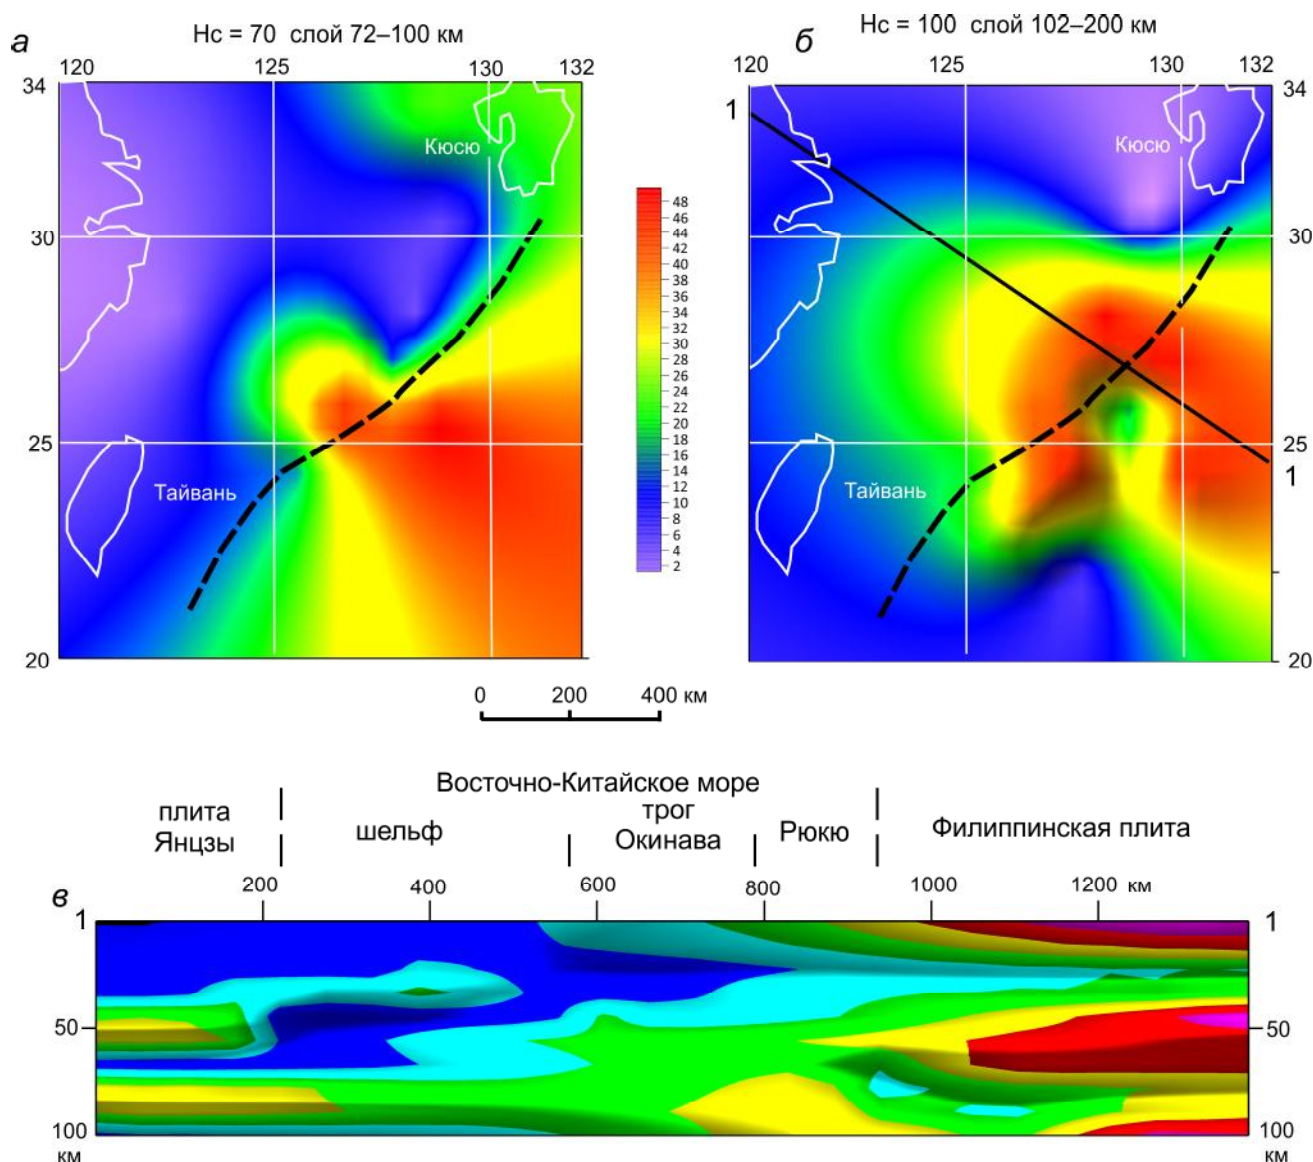 а
Hc = 70 слой 72–100 км
120 125 130 132
34
30
25
20
Кюсю
Тайвань
48
46
44
42
40
38
36
34
32
30
28
26
24
22
20
18
16
14
12
10
8
6
4
2
б
Hc = 100 слой 102–200 км
120 125 130 132
34
30
25
20
1
Кюсю
Тайвань
1
0 200 400 км
Восточно-Китайское море
плита
Янцзы
шельф
трог
Окинава
Рюкю
Филиппинская плита
в
200 400 600 800 1000 1200 км
1 1
50 50
100 100
км км